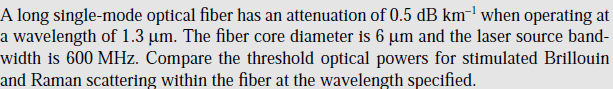 A long single-mode optical fiber has an attenuation of 0.5 dB km⁻¹ when operating at
a wavelength of 1.3 μm. The fiber core diameter is 6 μm and the laser source band-
width is 600 MHz. Compare the threshold optical powers for stimulated Brillouin
and Raman scattering within the fiber at the wavelength specified.